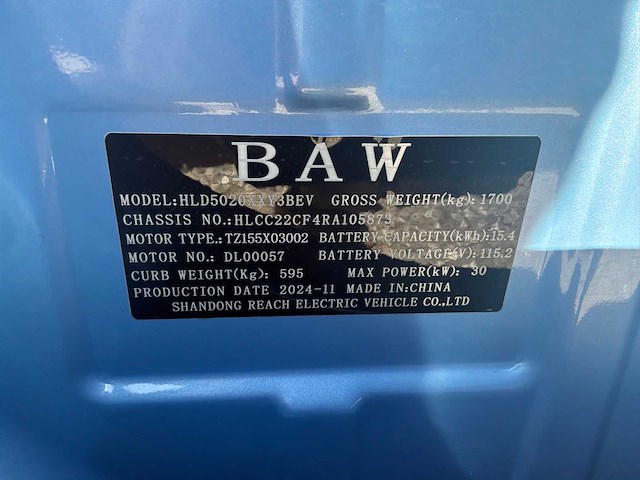 BAW
MODEL:HLD5020XXY3BEV GROSS WEIGHT(kg):1700
CHASSIS NO.:HLCC22CF4RA105873
MOTOR TYPE.:TZ155X03002 BATTERY CAPACITY(kWh):15.4
MOTOR NO.: DL00057 BATTERY VOLTAGE(V):115.2
CURB WEIGHT(Kg): 595 MAX POWER(kW): 30
PRODUCTION DATE 2024-11 MADE IN:CHINA
SHANDONG REACH ELECTRIC VEHICLE CO.,LTD